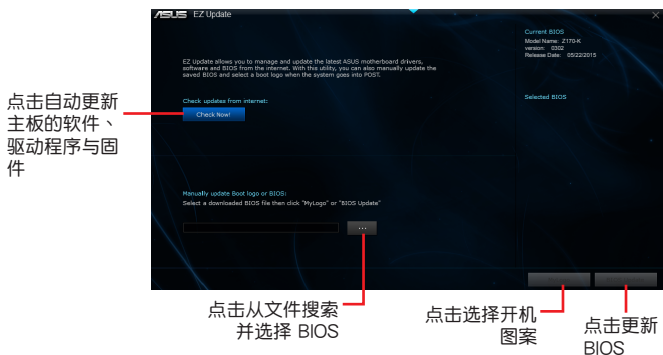 ASUS EZ Update
Current BIOS
Model Name: Z170-K
version: 0302
Release Date: 05/22/2015
EZ Update allows you to manage and update the latest ASUS motherboard drivers,
software and BIOS from the internet. With this utility, you can also manually update the
saved BIOS and select a boot logo when the system goes into POST.
点击自动更新
主板的软件、
驱动程序与固
件
Check updates from internet:
Check Now!
Selected BIOS
Manually update Boot logo or BIOS:
Select a downloaded BIOS file then click "MyLogo" or "BIOS Update"
...
点击从文件搜索
并选择 BIOS
点击选择开机
图案
点击更新
BIOS